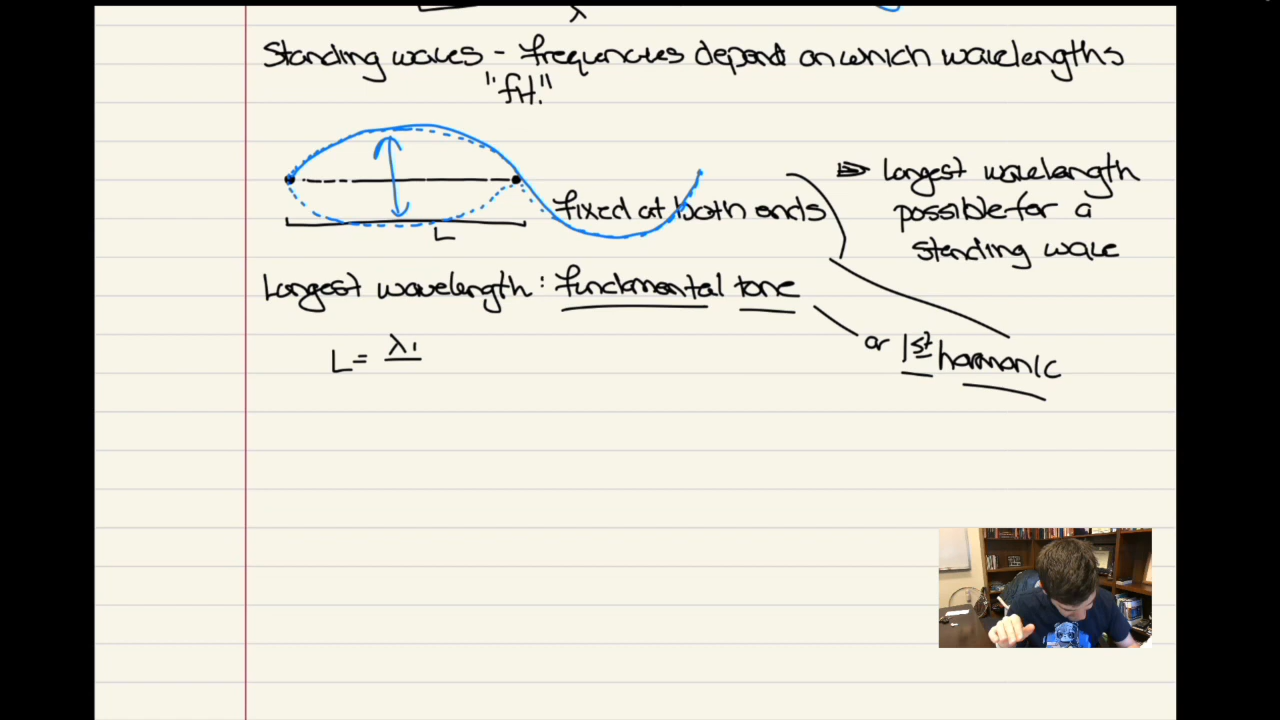 λ
Standing waves - frequencies depend on which wavelengths
"fit."
Longest wavelength
fixed at both ends
possible for a
L
standing wave
Longest wavelength: fundamental tone
or 1st harmonic
L = λ1